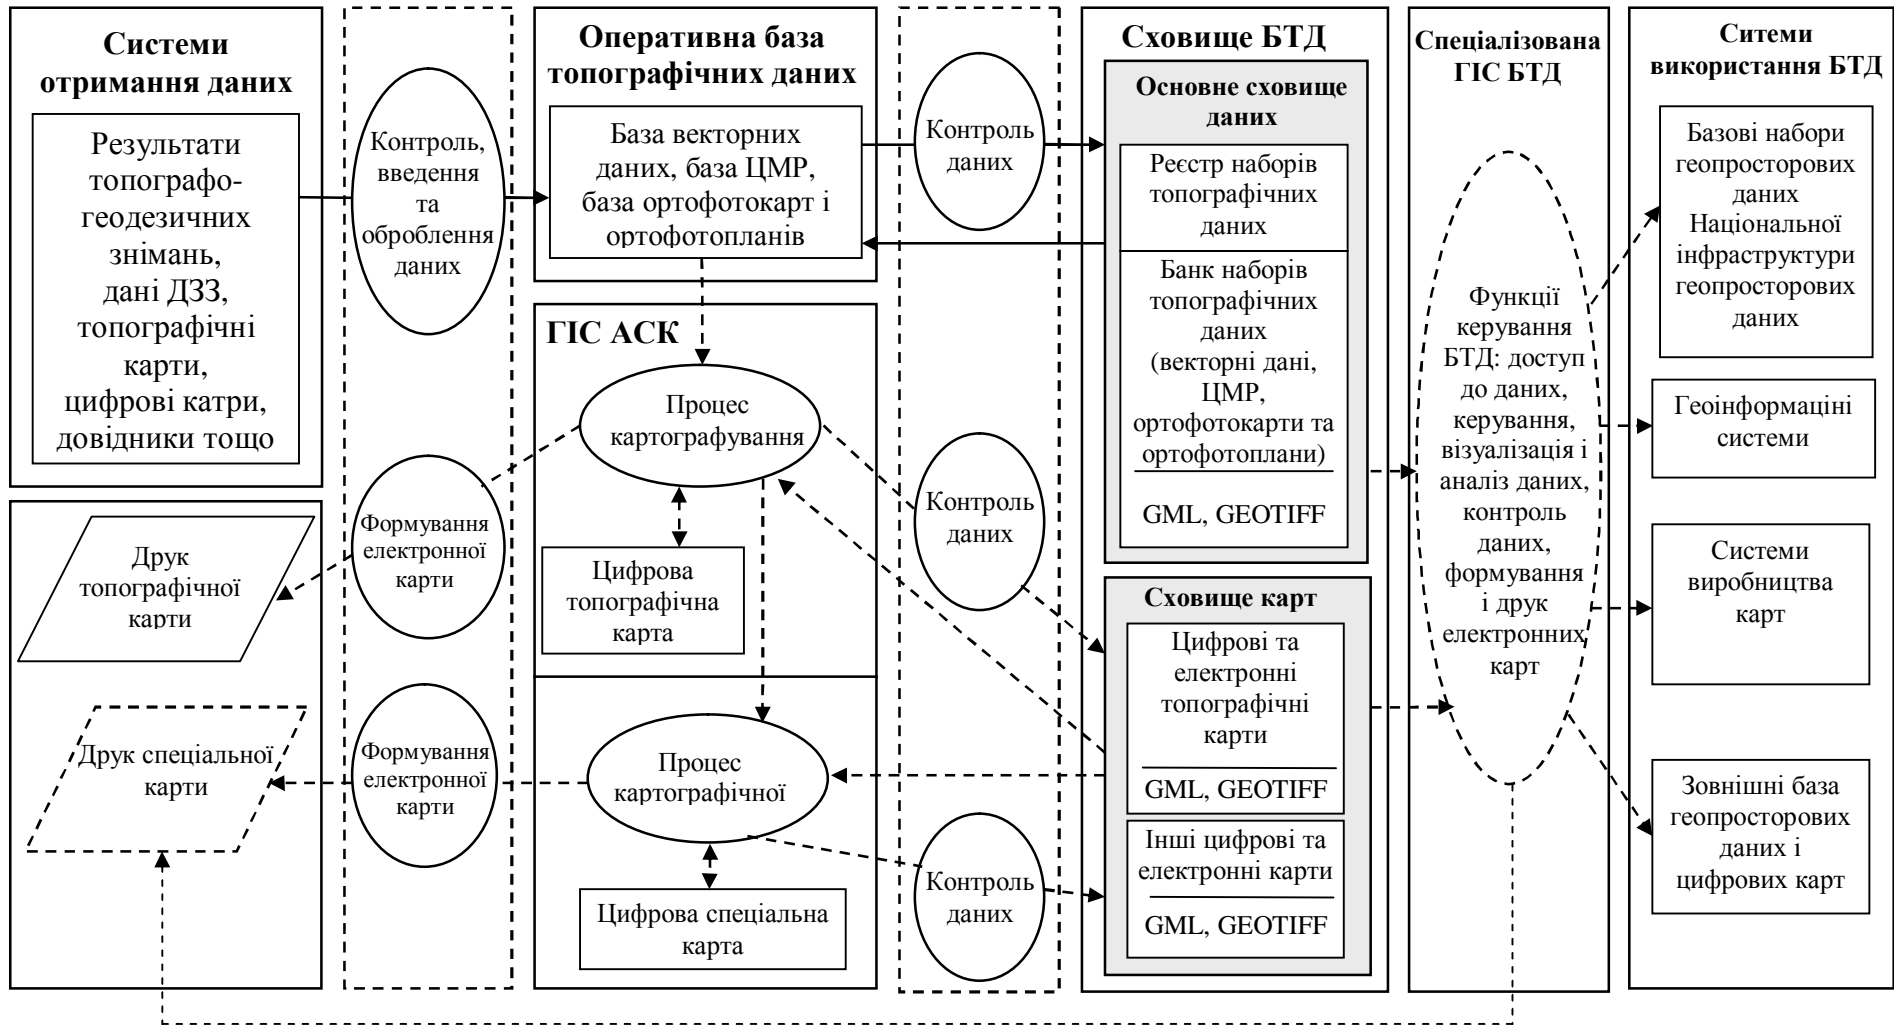 Системи
отримання даних
Результати
топографо-
геодезичних
знімань,
дані ДЗЗ,
топографічні
карти,
цифрові катри,
довідники тощо
Друк
топографічної
карти
Друк спеціальної
карти
Контроль,
введення
та
оброблення
даних
Формування
електронної
карти
Формування
електронної
карти
Оперативна база
топографічних даних
База векторних
даних, база ЦМР,
база ортофотокарт і
ортофотопланів
ГІС АСК
Процес
картографування
Цифрова
топографічна
карта
Процес
картографічної
Цифрова спеціальна
карта
Контроль
даних
Контроль
даних
Контроль
даних
Сховище БТД
Основне сховище
даних
Реєстр наборів
топографічних
даних
Банк наборів
топографічних
даних
(векторні дані,
ЦМР,
ортофотокарти та
ортофотоплани)
GML, GEOTIFF
Сховище карт
Цифрові та
електронні
топографічні
карти
GML, GEOTIFF
Інші цифрові та
електронні карти
GML, GEOTIFF
Спеціалізована
ГІС БТД
Функції
керування
БТД: доступ
до даних,
керування,
візуалізація і
аналіз даних,
контроль
даних,
формування
і друк
електронних
карт
Ситеми
використання БТД
Базові набори
геопросторових
даних
Національної
інфраструктури
геопросторових
даних
Геоінформаціні
системи
Системи
виробництва
карт
Зовнішні база
геопросторових
даних і
цифрових карт